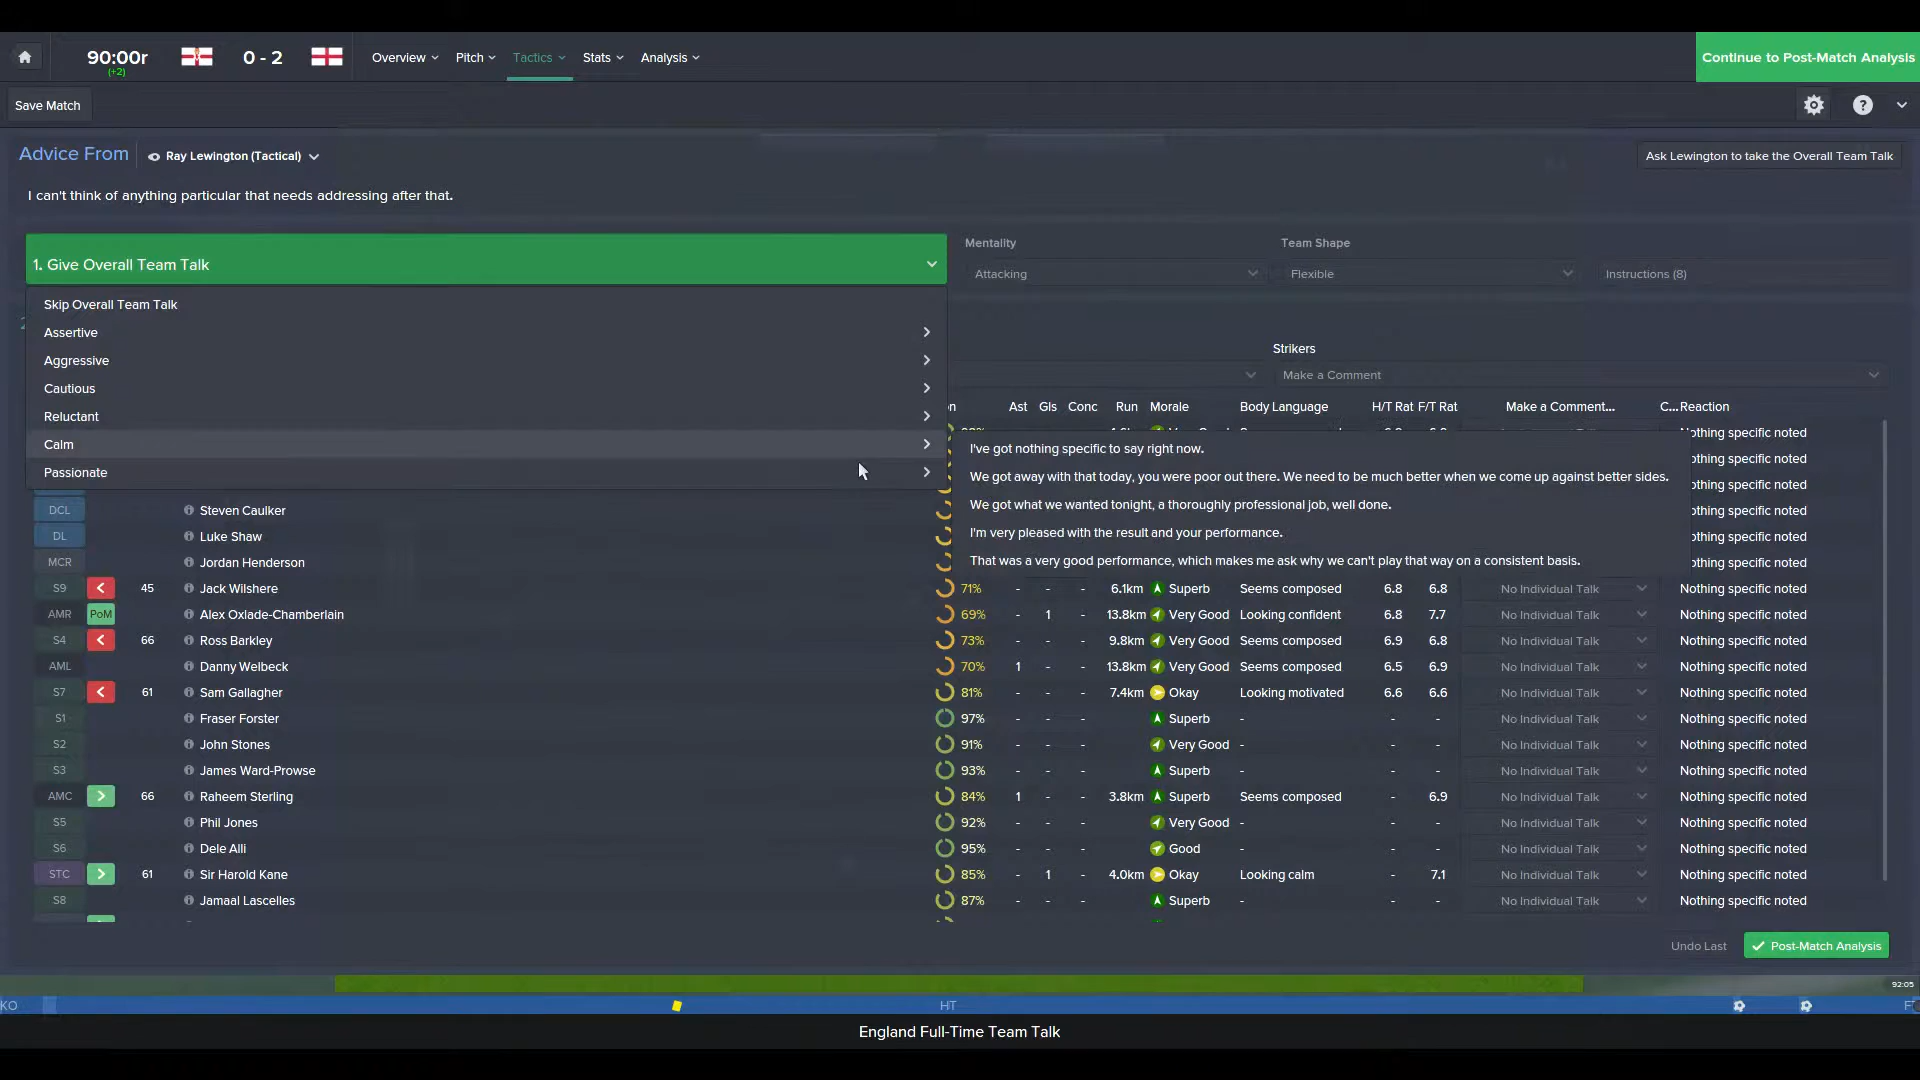 90:00r 0 - 2 Overview Pitch Tactics Stats Analysis Continue to Post-Match Analysis
(+2)
Save Match ?
Advice From Ray Lewington (Tactical) Ask Lewington to take the Overall Team Talk
I can't think of anything particular that needs addressing after that.
Mentality Team Shape
1. Give Overall Team Talk Attacking Flexible Instructions (8)
Skip Overall Team Talk
Assertive
Strikers
Aggressive
Make a Comment
Cautious
Ast Gls Conc Run Morale Body Language H/T Rat F/T Rat Make a Comment... C... Reaction
Reluctant
Nothing specific noted
Calm
I've got nothing specific to say right now.
Passionate
We got away with that today, you were poor out there. We need to be much better when we come up against better sides.
We got what we wanted tonight, a thoroughly professional job, well done.
DCL Steven Caulker
I'm very pleased with the result and your performance.
DL Luke Shaw
That was a very good performance, which makes me ask why we can't play that way on a consistent basis.
MCR Jordan Henderson
S9 45 Jack Wilshere 71% - - - 6.1km Superb Seems composed 6.8 6.8 No Individual Talk Nothing specific noted
AMR PoM Alex Oxlade-Chamberlain 69% - 1 - 13.8km Very Good Looking confident 6.8 7.7 No Individual Talk Nothing specific noted
S4 66 Ross Barkley 73% - - - 9.8km Very Good Seems composed 6.9 6.8 No Individual Talk Nothing specific noted
AML Danny Welbeck 70% 1 - - 13.8km Very Good Seems composed 6.5 6.9 No Individual Talk Nothing specific noted
S7 61 Sam Gallagher 81% - - - 7.4km Okay Looking motivated 6.6 6.6 No Individual Talk Nothing specific noted
S1 Fraser Forster 97% - - - Superb - - - No Individual Talk Nothing specific noted
S2 John Stones 91% - - - Very Good - - - No Individual Talk Nothing specific noted
S3 James Ward-Prowse 93% - - - Superb - - - No Individual Talk Nothing specific noted
AMC 66 Raheem Sterling 84% 1 - - 3.8km Superb Seems composed - 6.9 No Individual Talk Nothing specific noted
S5 Phil Jones 92% - - - Very Good - - - No Individual Talk Nothing specific noted
S6 Dele Alli 95% - - - Good - - - No Individual Talk Nothing specific noted
STC 61 Sir Harold Kane 85% - 1 - 4.0km Okay Looking calm - 7.1 No Individual Talk Nothing specific noted
S8 Jamaal Lascelles 87% - - - Superb - - - No Individual Talk Nothing specific noted
Undo Last Post-Match Analysis
92:05
KO HT
England Full-Time Team Talk